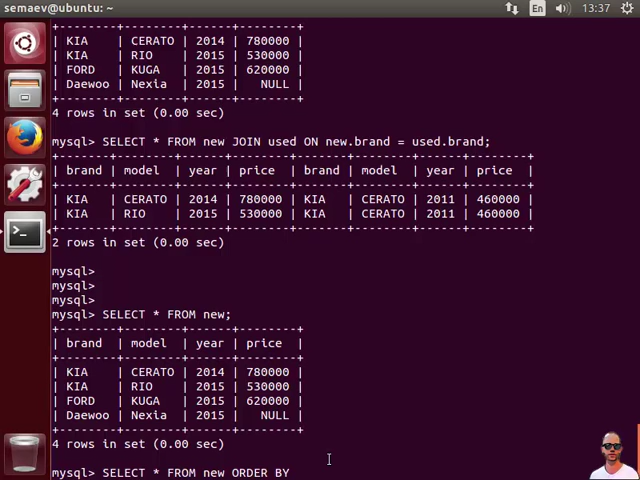 semaev@ubuntu: ~
En
13:37
+--------+--------+------+--------+
| KIA    | CERATO | 2014 | 780000 |
| KIA    | RIO    | 2015 | 530000 |
| FORD   | KUGA   | 2015 | 620000 |
| Daewoo | Nexia  | 2015 |   NULL |
+--------+--------+------+--------+
4 rows in set (0.00 sec)
mysql> SELECT * FROM new JOIN used ON new.brand = used.brand;
+-------+--------+------+--------+-------+--------+------+--------+
| brand | model  | year | price  | brand | model  | year | price  |
+-------+--------+------+--------+-------+--------+------+--------+
| KIA   | CERATO | 2014 | 780000 | KIA   | CERATO | 2011 | 460000 |
| KIA   | RIO    | 2015 | 530000 | KIA   | CERATO | 2011 | 460000 |
+-------+--------+------+--------+-------+--------+------+--------+
2 rows in set (0.00 sec)
mysql>
mysql>
mysql>
mysql> SELECT * FROM new;
+--------+--------+------+--------+
| brand  | model  | year | price  |
+--------+--------+------+--------+
| KIA    | CERATO | 2014 | 780000 |
| KIA    | RIO    | 2015 | 530000 |
| FORD   | KUGA   | 2015 | 620000 |
| Daewoo | Nexia  | 2015 |   NULL |
+--------+--------+------+--------+
4 rows in set (0.00 sec)
mysql> SELECT * FROM new ORDER BY